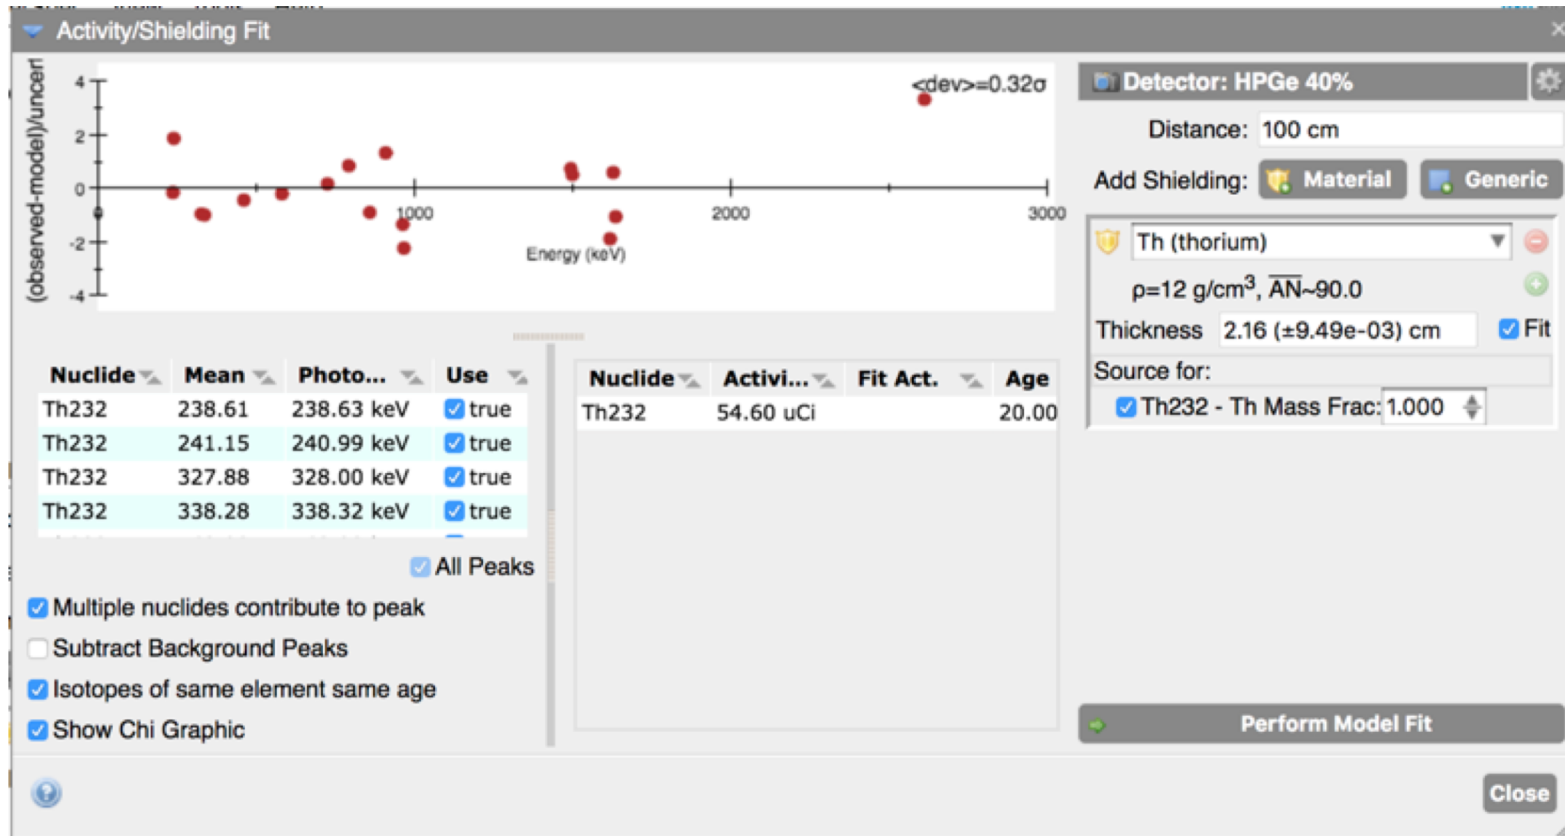 Activity/Shielding Fit
(observed-model)/uncert
<dev>=0.32σ
4
2
0
-2
-4
0
1000
2000
3000
Energy (keV)
Nuclide Mean Photo... Use
Th232 238.61 238.63 keV true
Th232 241.15 240.99 keV true
Th232 327.88 328.00 keV true
Th232 338.28 338.32 keV true
All Peaks
Multiple nuclides contribute to peak
Subtract Background Peaks
Isotopes of same element same age
Show Chi Graphic
Nuclide Activi... Fit Act. Age
Th232 54.60 uCi 20.00
Detector: HPGe 40%
Distance: 100 cm
Add Shielding: Material Generic
Th (thorium)
ρ=12 g/cm³, A̅N̅~90.0
Thickness 2.16 (±9.49e-03) cm Fit
Source for:
Th232 - Th Mass Frac: 1.000
Perform Model Fit
Close